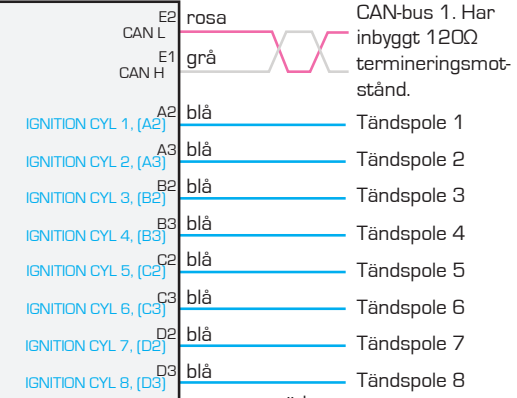 E2 rosa CAN-bus 1. Har
CAN L
inbyggt 120Ω
E1 grå termineringsmot-
CAN H
stånd.
A2 blå
IGNITION CYL 1, (A2) Tändspole 1
A3 blå
IGNITION CYL 2, (A3) Tändspole 2
B2 blå
IGNITION CYL 3, (B2) Tändspole 3
B3 blå
IGNITION CYL 4, (B3) Tändspole 4
C2 blå
IGNITION CYL 5, (C2) Tändspole 5
C3 blå
IGNITION CYL 6, (C3) Tändspole 6
D2 blå
IGNITION CYL 7, (D2) Tändspole 7
D3 blå
IGNITION CYL 8, (D3) Tändspole 8